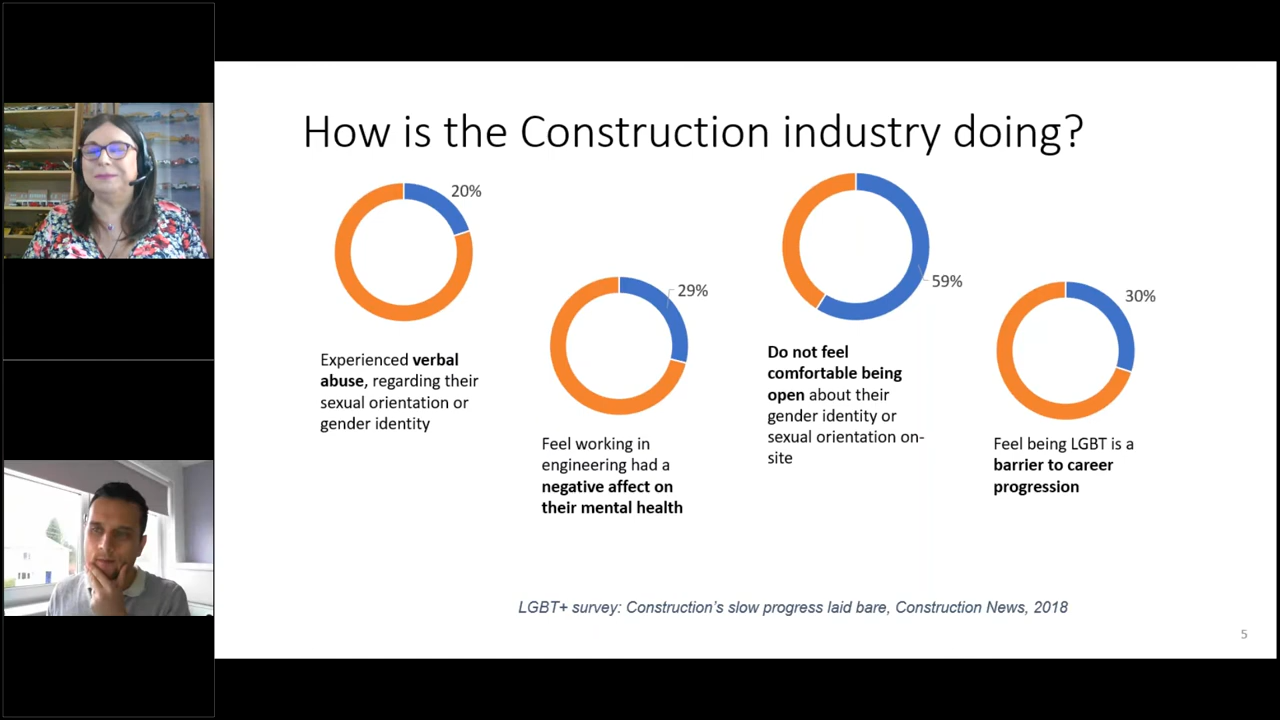 How is the Construction industry doing?
20%
Experienced verbal
abuse, regarding their
sexual orientation or
gender identity
29%
Feel working in
engineering had a
negative affect on
their mental health
59%
Do not feel
comfortable being
open about their
gender identity or
sexual orientation on-
site
30%
Feel being LGBT is a
barrier to career
progression
LGBT+ survey: Construction's slow progress laid bare, Construction News, 2018
5